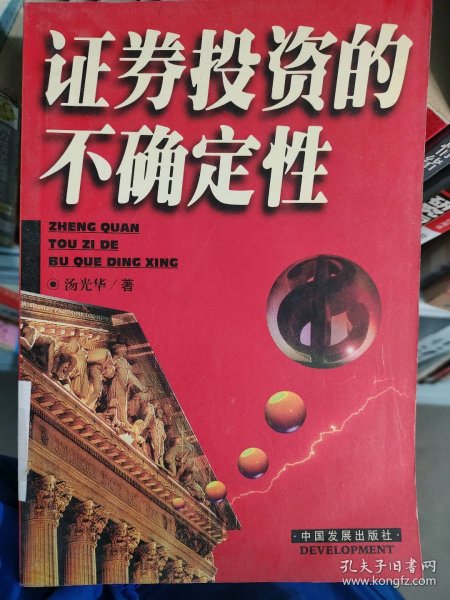 证券投资的
不确定性
ZHENG QUAN
TOU ZI DE
BU QUE DING XING
汤光华／著
·中国发展出版社·
DEVELOPMENT
孔夫子旧书网
www.kongfz.com